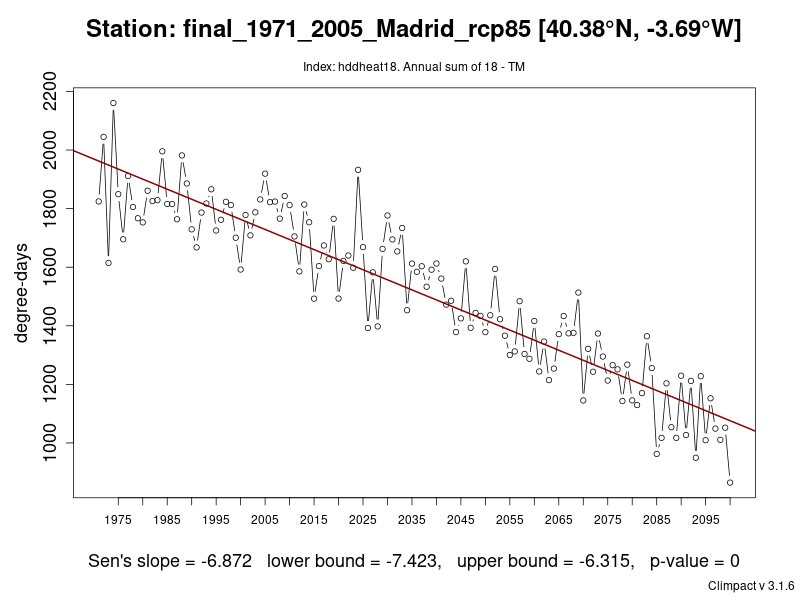 Station: final_1971_2005_Madrid_rcp85 [40.38°N, -3.69°W]
Index: hddheat18. Annual sum of 18 - TM
degree-days
2200
2000
1800
1600
1400
1200
1000
1975 1985 1995 2005 2015 2025 2035 2045 2055 2065 2075 2085 2095
Sen's slope = -6.872 lower bound = -7.423, upper bound = -6.315, p-value = 0
Climpact v 3.1.6